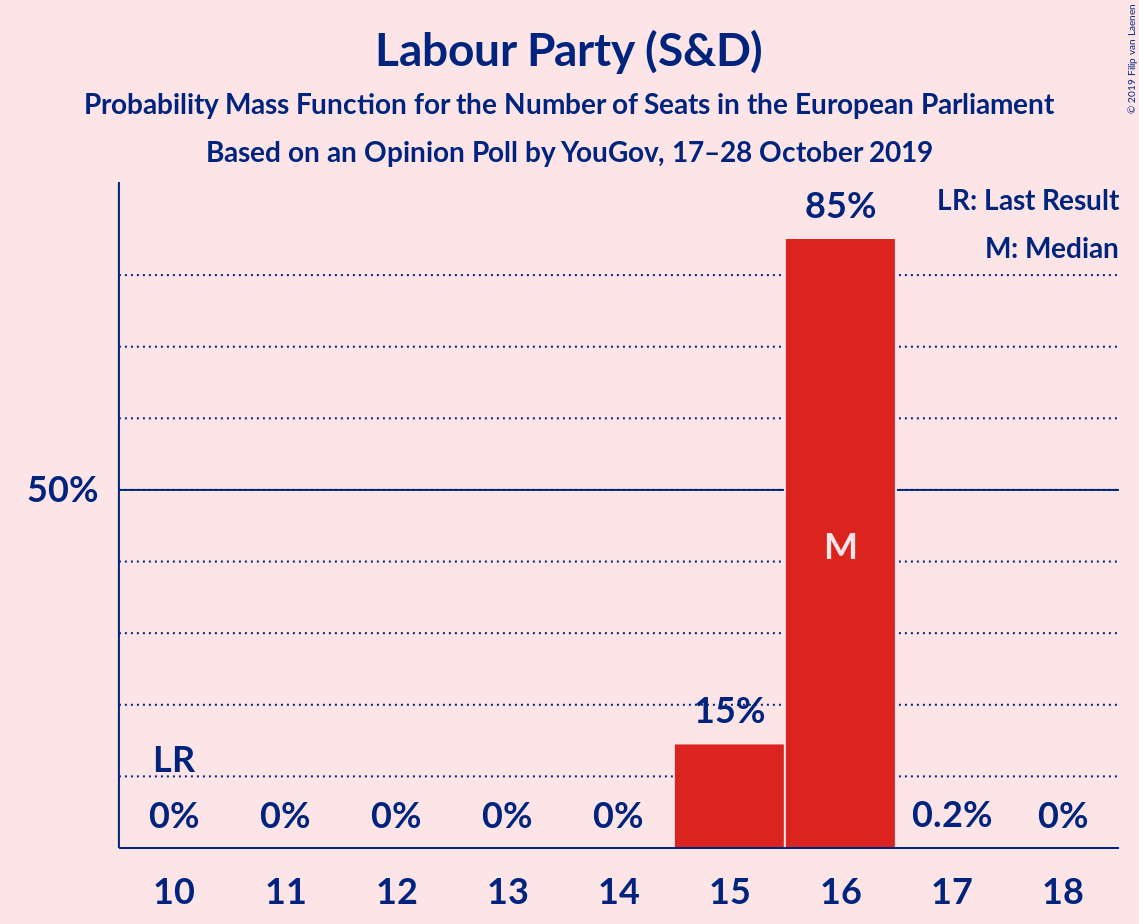 Labour Party (S&D)
Probability Mass Function for the Number of Seats in the European Parliament
Based on an Opinion Poll by YouGov, 17–28 October 2019
© 2019 Filip van Laenen
LR: Last Result
M: Median
85%
50%
M
15%
LR
0% 0% 0% 0% 0% 0.2% 0%
10 11 12 13 14 15 16 17 18